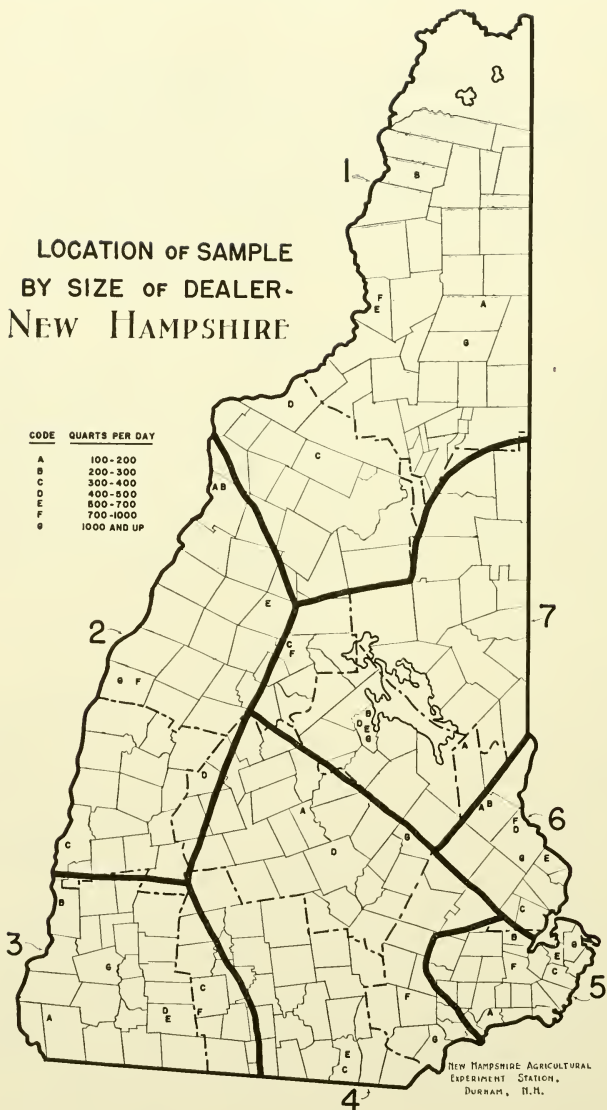 B
1
LOCATION OF SAMPLE
BY SIZE OF DEALER-
NEW HAMPSHIRE
F
E
A
G
D
C
CODE QUARTS PER DAY
A 100-200
B 200-300
C 300-400
D 400-500
E 500-700
F 700-1000
G 1000 AND UP
A B
E
7
2
C
F
G F
B
D E
G
A
D
A B
A
F
D
6
G
D
G
E
C
C
B
3
B
G
C
F
E
G
C
5
A
D
E
F
F
A
G
E
C
4
NEW HAMPSHIRE AGRICULTURAL
EXPERIMENT STATION,
DURHAM, N.H.